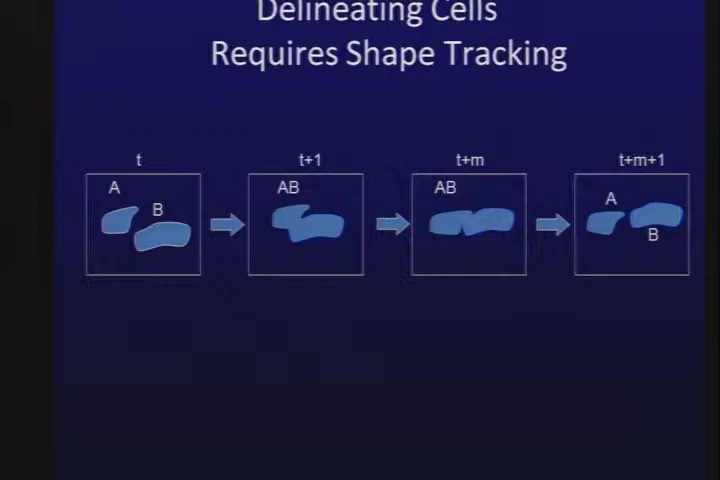 Delineating Cells
Requires Shape Tracking
t
t+1
t+m
t+m+1
A
B
AB
AB
A
B